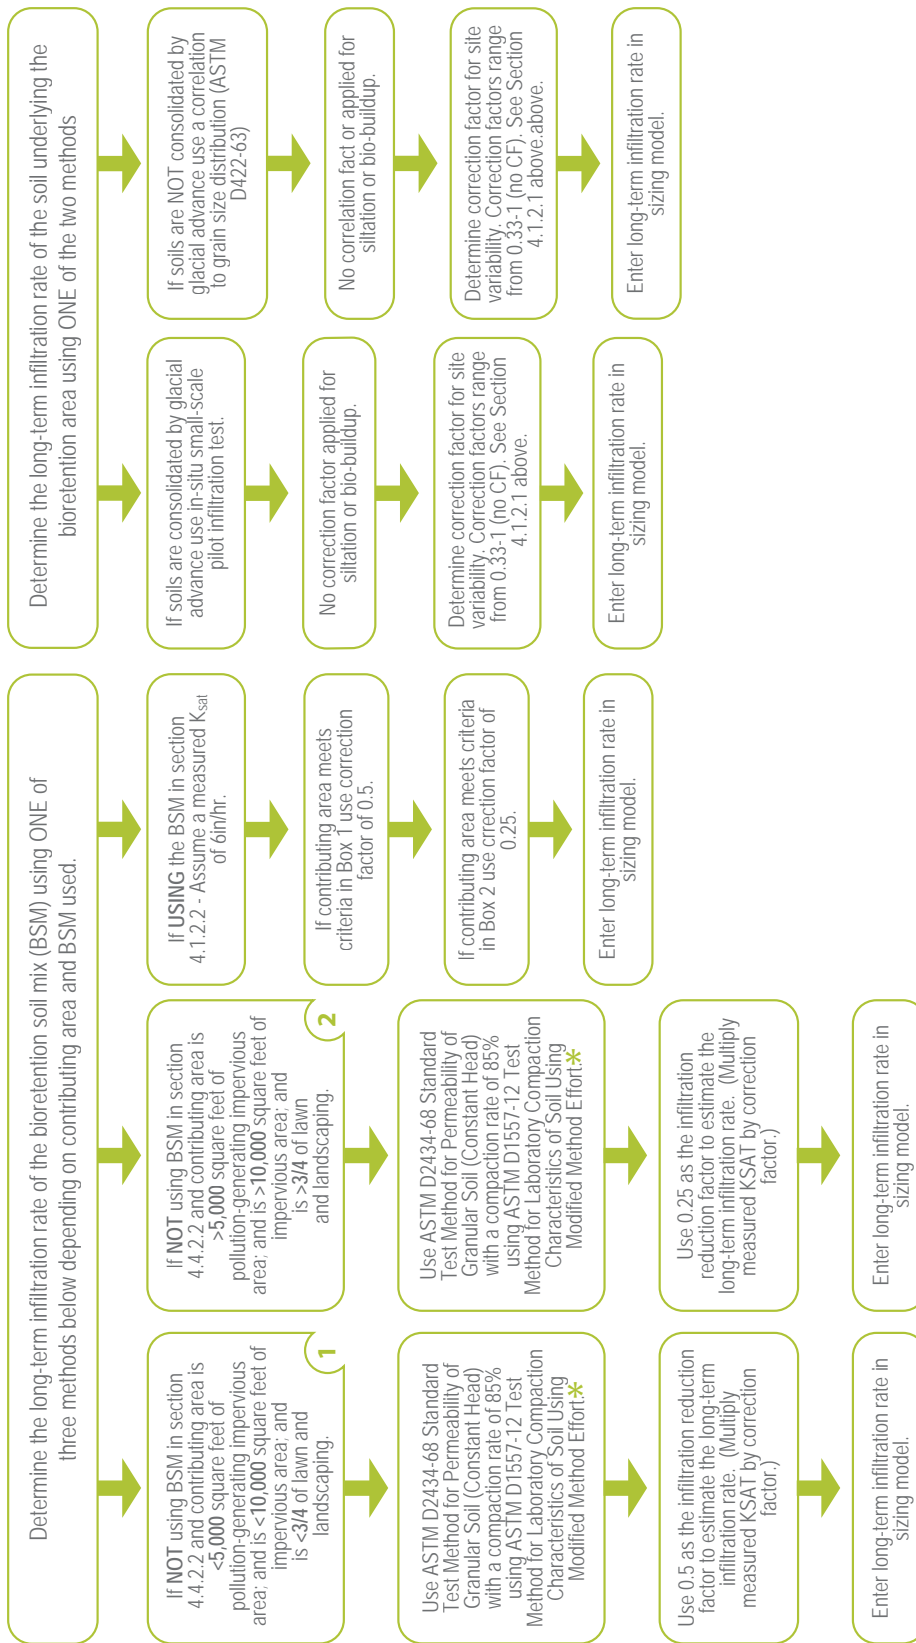 Determine the long-term infiltration rate of the bioretention soil mix (BSM) using ONE of
three methods below depending on contributing area and BSM used.
If NOT using BSM in section
4.4.2.2 and contributing area is
<5,000 square feet of
pollution-generating impervious
area; and is <10,000 square feet of
impervious area; and
is <3/4 of lawn and
landscaping.
1
Use ASTM D2434-68 Standard
Test Method for Permeability of
Granular Soil (Constant Head)
with a compaction rate of 85%
using ASTM D1557-12 Test
Method for Laboratory Compaction
Characteristics of Soil Using
Modified Method Effort.*
Use 0.5 as the infiltration reduction
factor to estimate the long-term
infiltration rate. (Multiply
measured KSAT by correction
factor.)
Enter long-term infiltration rate in
sizing model.
If NOT using BSM in section
4.4.2.2 and contributing area is
>5,000 square feet of
pollution-generating impervious
area; and is >10,000 square feet of
impervious area; and
is >3/4 of lawn
and landscaping.
2
Use ASTM D2434-68 Standard
Test Method for Permeability of
Granular Soil (Constant Head)
with a compaction rate of 85%
using ASTM D1557-12 Test
Method for Laboratory Compaction
Characteristics of Soil Using
Modified Method Effort.*
Use 0.25 as the infiltration
reduction factor to estimate the
long-term infiltration rate. (Multiply
measured KSAT by correction
factor.)
Enter long-term infiltration rate in
sizing model.
If USING the BSM in section
4.1.2.2 - Assume a measured Ksat
of 6in/hr.
If contributing area meets
criteria in Box 1 use correction
factor of 0.5.
If contributing area meets criteria
in Box 2 use crrection factor of
0.25.
Enter long-term infiltration rate in
sizing model.
Determine the long-term infiltration rate of the soil underlying the
bioretention area using ONE of the two methods
If soils are consolidated by glacial
advance use in-situ small-scale
pilot infiltration test.
No correction factor applied for
siltation or bio-buildup.
Determine correction factor for site
variability. Correction factors range
from 0.33-1 (no CF). See Section
4.1.2.1 above.
Enter long-term infiltration rate in
sizing model.
If soils are NOT consolidated by
glacial advance use a correlation
to grain size distribution (ASTM
D422-63)
No correlation fact or applied for
siltation or bio-buildup.
Determine correction factor for site
variability. Correction factors range
from 0.33-1 (no CF). See Section
4.1.2.1 above.above.
Enter long-term infiltration rate in
sizing model.